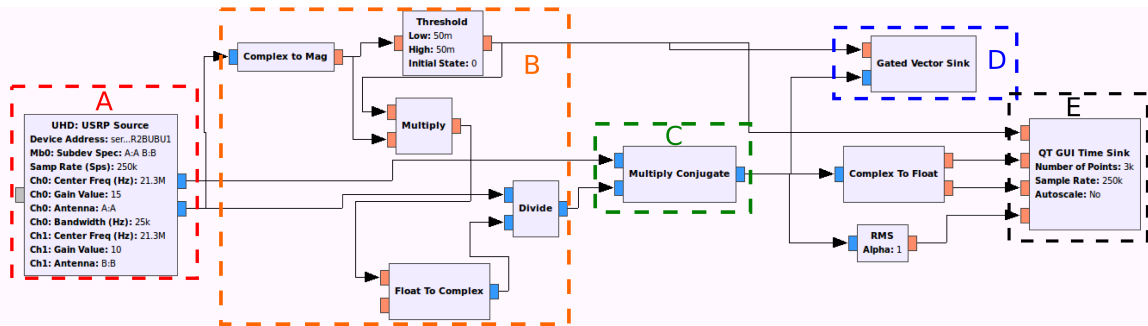 A
UHD: USRP Source
Device Address: ser...R2BUBU1
Mb0: Subdev Spec: A:A B:B
Samp Rate (Sps): 250k
Ch0: Center Freq (Hz): 21.3M
Ch0: Gain Value: 15
Ch0: Antenna: A:A
Ch0: Bandwidth (Hz): 25k
Ch1: Center Freq (Hz): 21.3M
Ch1: Gain Value: 10
Ch1: Antenna: B:B
B
Complex to Mag
Threshold
Low: 50m
High: 50m
Initial State: 0
Multiply
Divide
Float To Complex
C
Multiply Conjugate
D
Gated Vector Sink
Complex To Float
RMS
Alpha: 1
E
QT GUI Time Sink
Number of Points: 3k
Sample Rate: 250k
Autoscale: No